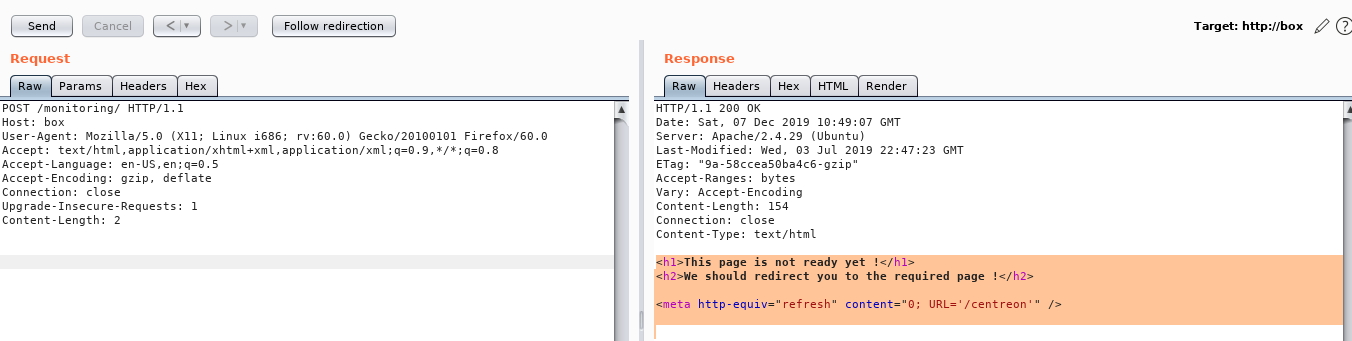 Send Cancel < > Follow redirection Target: http://box ?
Request
Raw Params Headers Hex
POST /monitoring/ HTTP/1.1
Host: box
User-Agent: Mozilla/5.0 (X11; Linux i686; rv:60.0) Gecko/20100101 Firefox/60.0
Accept: text/html,application/xhtml+xml,application/xml;q=0.9,*/*;q=0.8
Accept-Language: en-US,en;q=0.5
Accept-Encoding: gzip, deflate
Connection: close
Upgrade-Insecure-Requests: 1
Content-Length: 2
Response
Raw Headers Hex HTML Render
HTTP/1.1 200 OK
Date: Sat, 07 Dec 2019 10:49:07 GMT
Server: Apache/2.4.29 (Ubuntu)
Last-Modified: Wed, 03 Jul 2019 22:47:23 GMT
ETag: "9a-58ccea50ba4c6-gzip"
Accept-Ranges: bytes
Vary: Accept-Encoding
Content-Length: 154
Connection: close
Content-Type: text/html
<h1>This page is not ready yet !</h1>
<h2>We should redirect you to the required page !</h2>
<meta http-equiv="refresh" content="0; URL='/centreon'" />